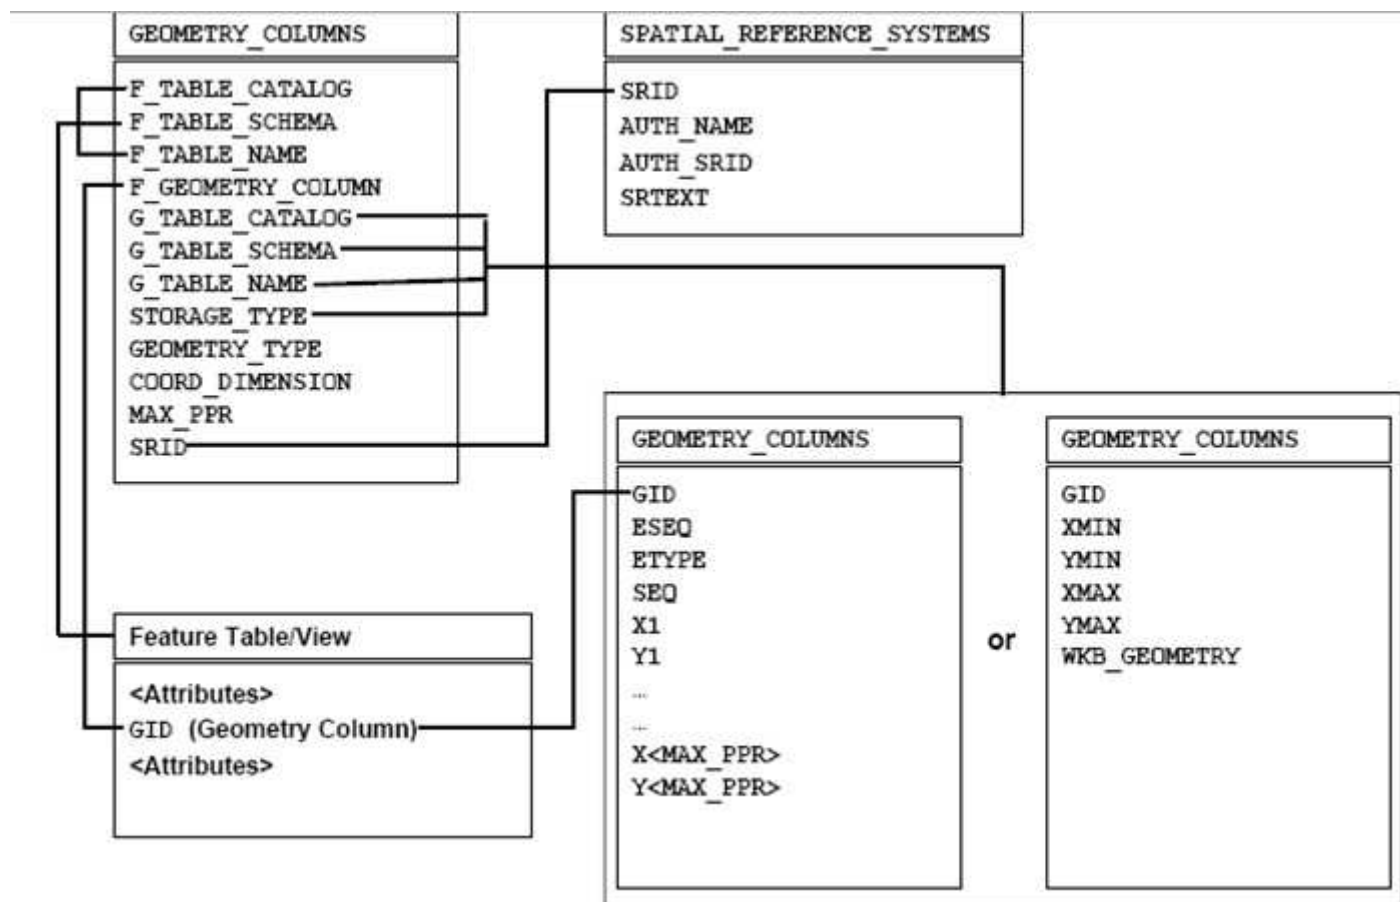 GEOMETRY_COLUMNS
F_TABLE_CATALOG
F_TABLE_SCHEMA
F_TABLE_NAME
F_GEOMETRY_COLUMN
G_TABLE_CATALOG
G_TABLE_SCHEMA
G_TABLE_NAME
STORAGE_TYPE
GEOMETRY_TYPE
COORD_DIMENSION
MAX_PPR
SRID
SPATIAL_REFERENCE_SYSTEMS
SRID
AUTH_NAME
AUTH_SRID
SRTEXT
Feature Table/View
<Attributes>
GID (Geometry Column)
<Attributes>
GEOMETRY_COLUMNS
GID
ESEQ
ETYPE
SEQ
X1
Y1
...
...
X<MAX_PPR>
Y<MAX_PPR>
or
GEOMETRY_COLUMNS
GID
XMIN
YMIN
XMAX
YMAX
WKB_GEOMETRY